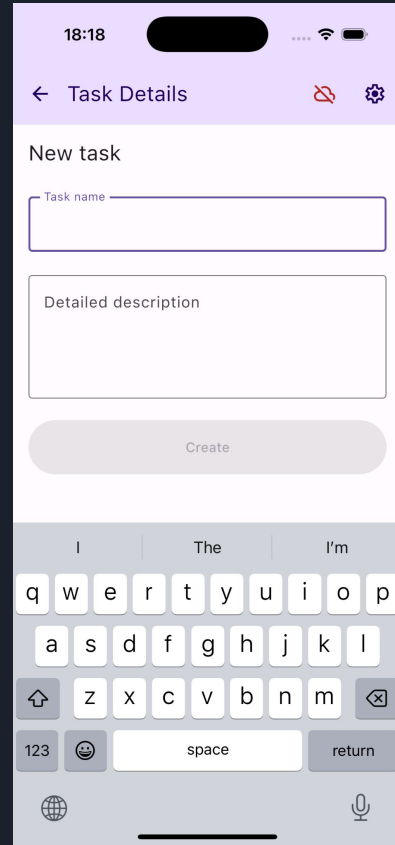 18:18
Task Details
New task
Task name
Detailed description
Create
I The I'm
q w e r t y u i o p
a s d f g h j k l
z x c v b n m
123 space return